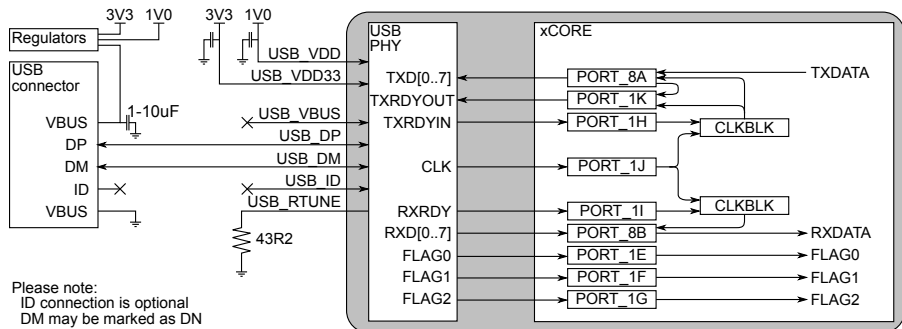 3V3 1V0
3V3 1V0
Regulators
USB
connector
VBUS
1-10uF
DP
DM
ID
VBUS
USB_VDD
USB_VDD33
USB_VBUS
USB_DP
USB_DM
USB_ID
USB_RTUNE
43R2
Please note:
ID connection is optional
DM may be marked as DN
USB
PHY
TXD[0..7]
TXRDYOUT
TXRDYIN
CLK
RXRDY
RXD[0..7]
FLAG0
FLAG1
FLAG2
xCORE
PORT_8A
PORT_1K
PORT_1H
PORT_1J
PORT_1I
PORT_8B
PORT_1E
PORT_1F
PORT_1G
CLKBLK
CLKBLK
TXDATA
RXDATA
FLAG0
FLAG1
FLAG2